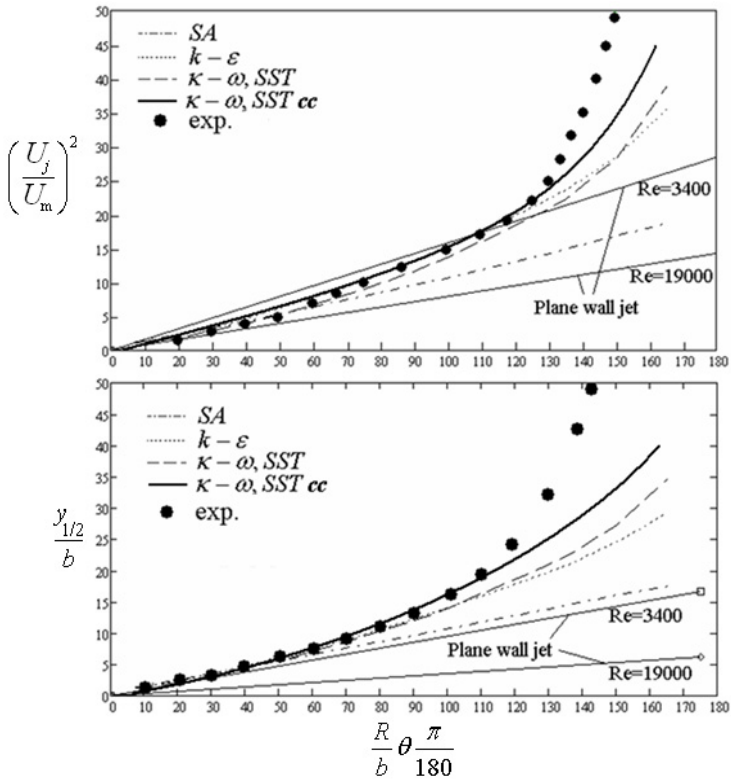 50
45
40
35
30
25
20
15
10
5
0
SA
k – ε
κ – ω, SST
κ – ω, SST cc
exp.
(U_j/U_m)^2
Re=3400
Re=19000
Plane wall jet
0 10 20 30 40 50 60 70 80 90 100 110 120 130 140 150 160 170 180
50
45
40
35
30
25
20
15
10
5
0
SA
k – ε
κ – ω, SST
κ – ω, SST cc
exp.
y_{1/2}/b
Re=3400
Plane wall jet
Re=19000
0 10 20 30 40 50 60 70 80 90 100 110 120 130 140 150 160 170 180
R/b θ π/180